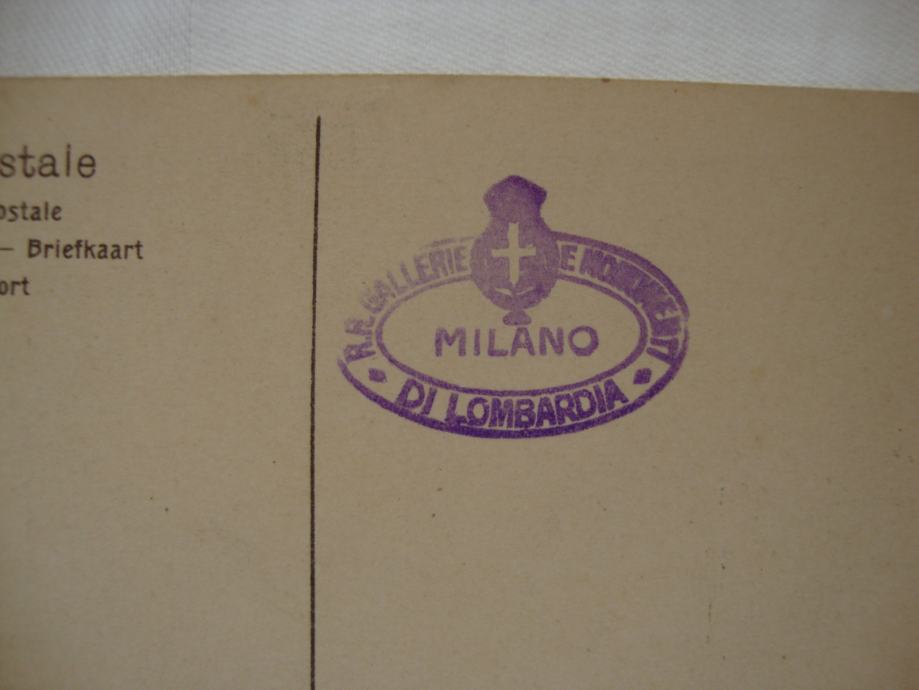 stale
ostale
— Briefkaart
ort
R.R. GALLERIE E MONUMENTI
MILANO
DI LOMBARDIA